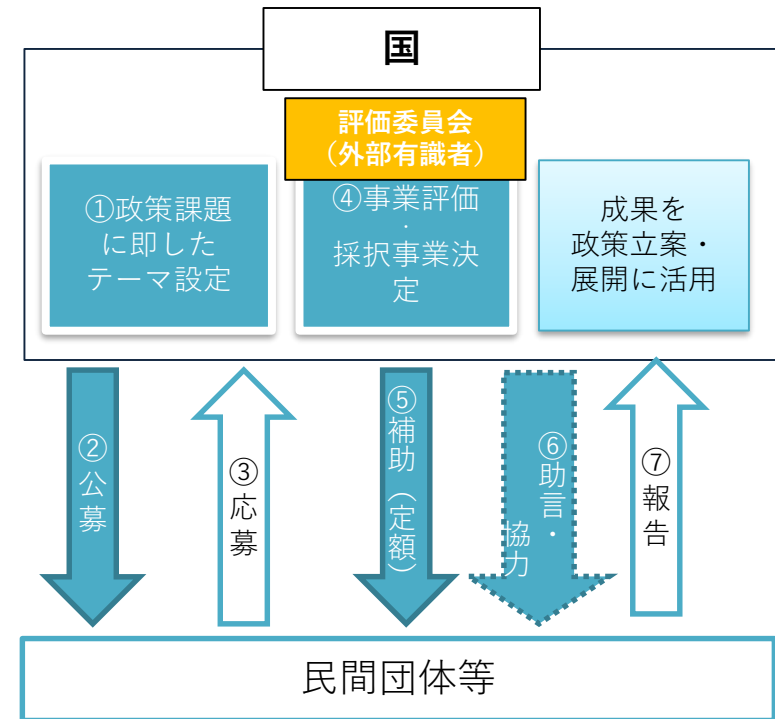 国
評価委員会
（外部有識者）
①政策課題
に即した
テーマ設定
④事業評価
・
採択事業決
定
成果を
政策立案・
展開に活用
②公募
③応募
⑤補助（定額）
⑥助言・
協力
⑦報告
民間団体等